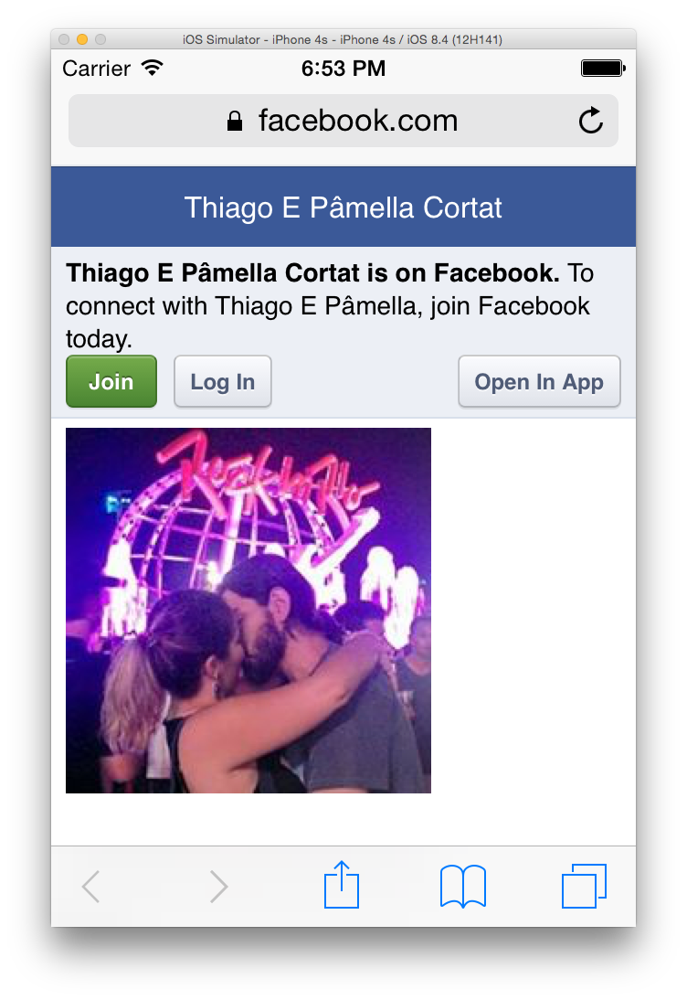 iOS Simulator - iPhone 4s - iPhone 4s / iOS 8.4 (12H141)
Carrier 6:53 PM
facebook.com
Thiago E Pâmella Cortat
Thiago E Pâmella Cortat is on Facebook. To
connect with Thiago E Pâmella, join Facebook
today.
Join Log In Open In App
Rock in Rio